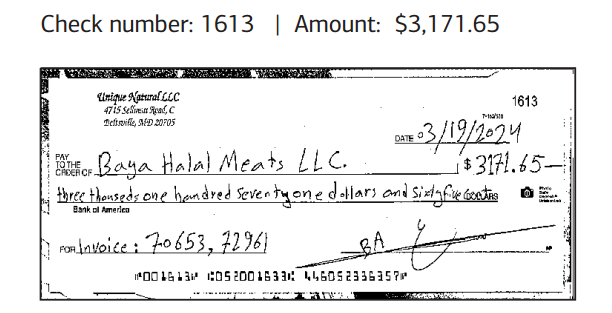 Check number: 1613 | Amount: $3,171.65
Unique Natural LLC
4715 Sellman Road, C
Beltsville, MD 20705
1613
DATE 03/19/2024
PAY TO THE ORDER OF Baya Halal Meats LLC. $3171.65
three thouseds one hundred seventy one dollars and sixty five cents DOLLARS
Bank of America
FOR Invoice: 70653, 72961 BA
⑈001613⑈ ⑆052001633⑆ 446052336357⑈